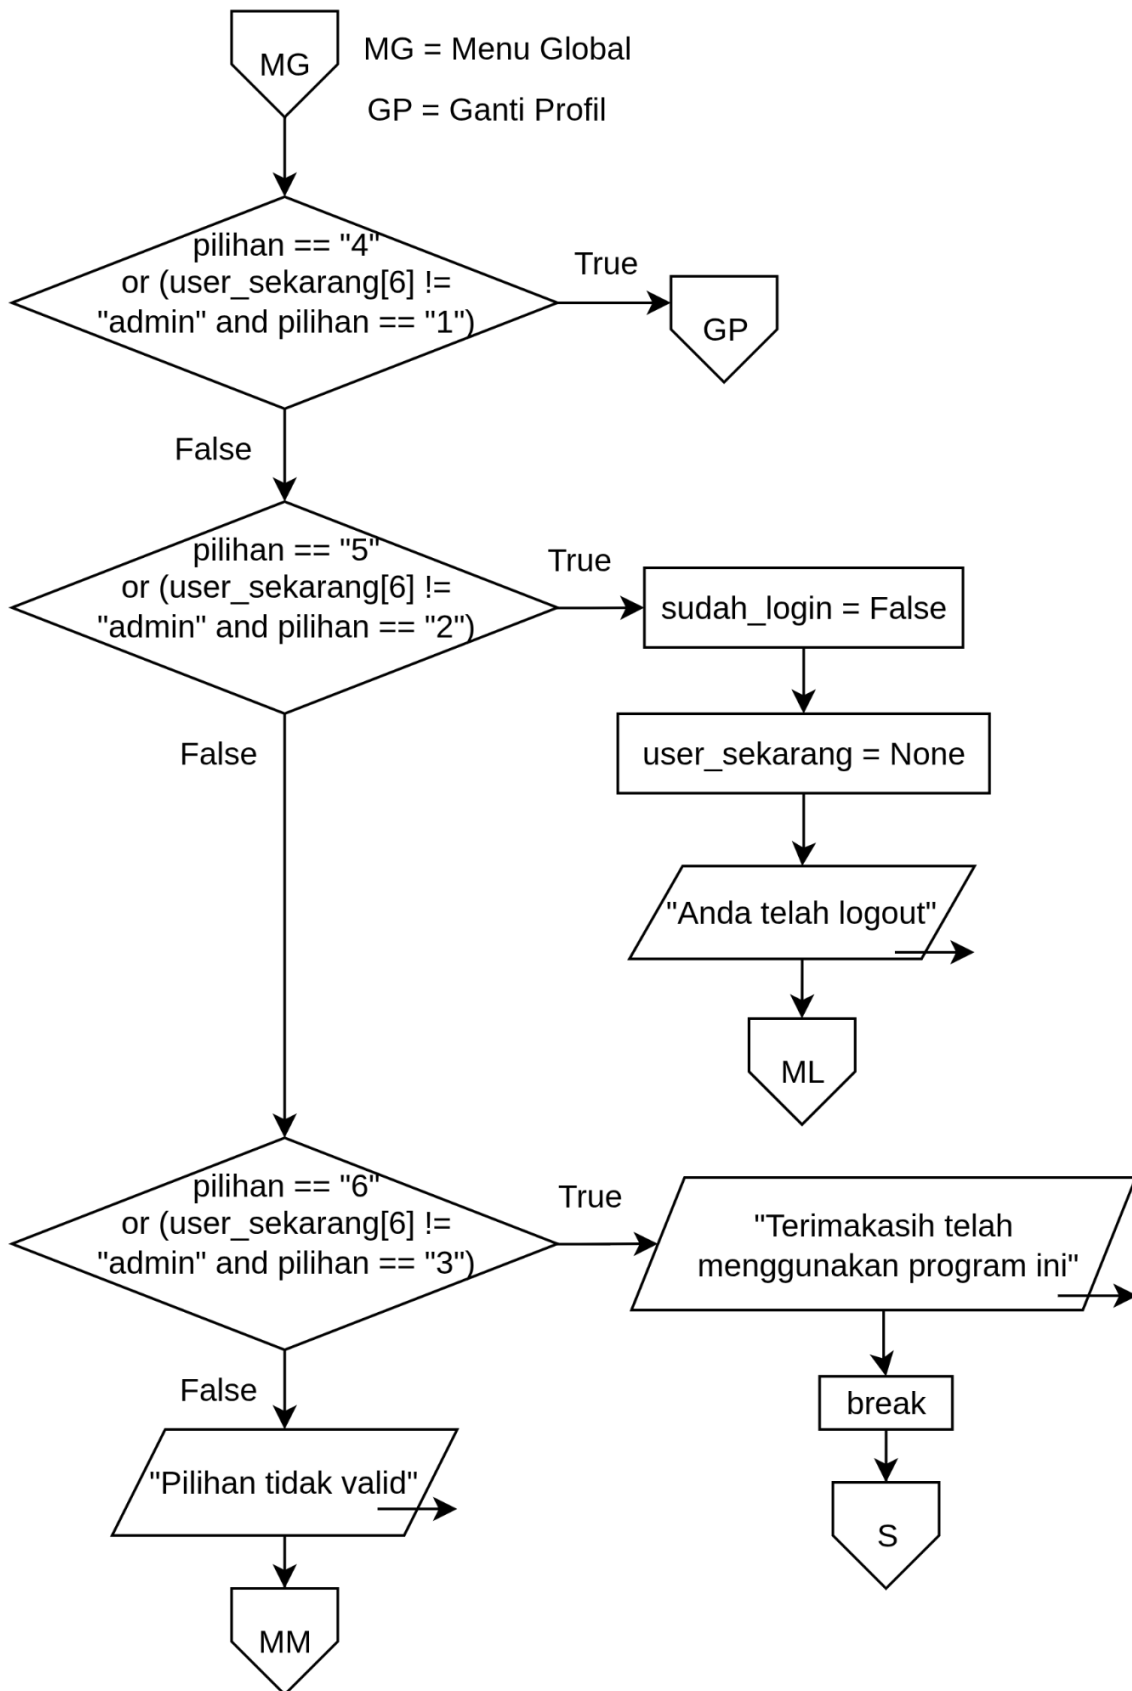 MG
MG = Menu Global
GP = Ganti Profil
pilihan == "4"
or (user_sekarang[6] !=
"admin" and pilihan == "1")
True
GP
False
pilihan == "5"
or (user_sekarang[6] !=
"admin" and pilihan == "2")
True
sudah_login = False
user_sekarang = None
"Anda telah logout"
ML
False
pilihan == "6"
or (user_sekarang[6] !=
"admin" and pilihan == "3")
True
"Terimakasih telah
menggunakan program ini"
break
S
False
"Pilihan tidak valid"
MM